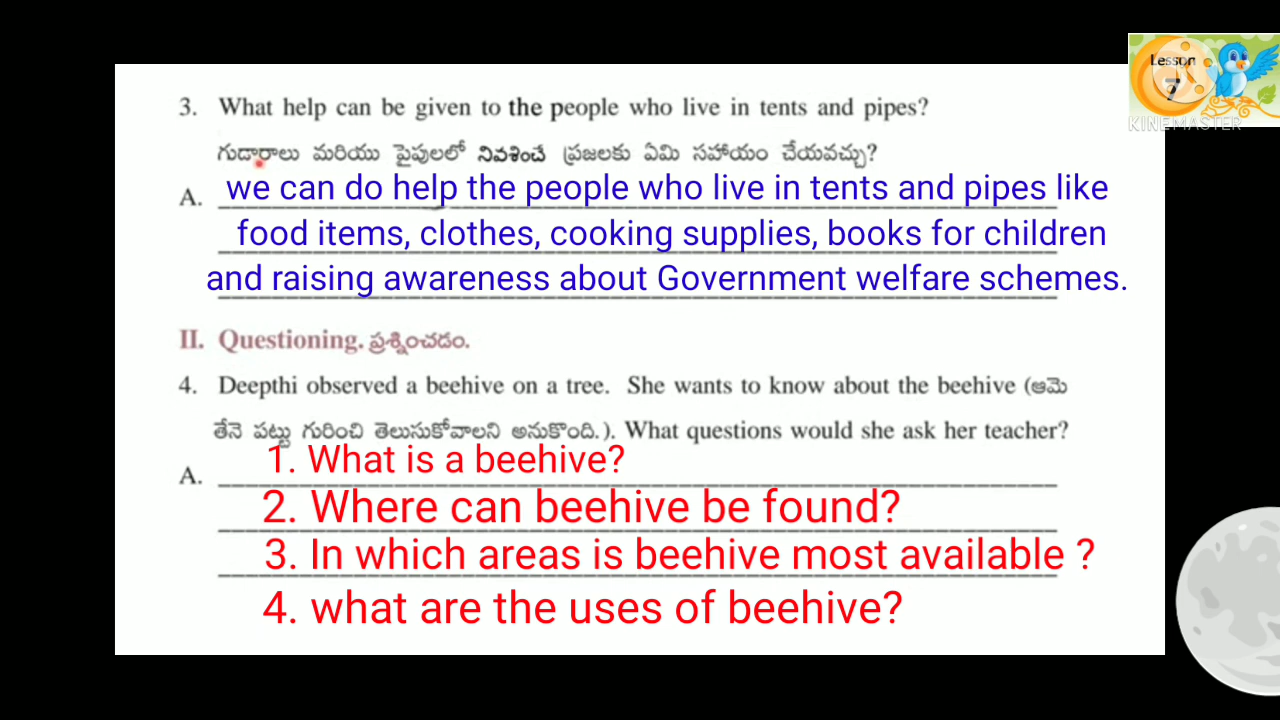 Lesson
7
KINEMASTER
3. What help can be given to the people who live in tents and pipes?
గుడారాలు మరియు పైపులలో నివశించే ప్రజలకు ఏమి సహాయం చేయవచ్చు?
A. we can do help the people who live in tents and pipes like
food items, clothes, cooking supplies, books for children
and raising awareness about Government welfare schemes.
II. Questioning. ప్రశ్నించడం.
4. Deepthi observed a beehive on a tree. She wants to know about the beehive (ఆమె
తేనె పట్టు గురించి తెలుసుకోవాలని అనుకొంది.). What questions would she ask her teacher?
1. What is a beehive?
A.
2. Where can beehive be found?
3. In which areas is beehive most available ?
4. what are the uses of beehive?